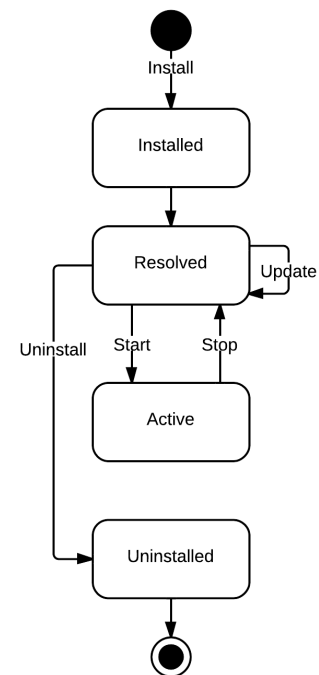 Install
Installed
Resolved
Update
Uninstall
Start
Stop
Active
Uninstalled